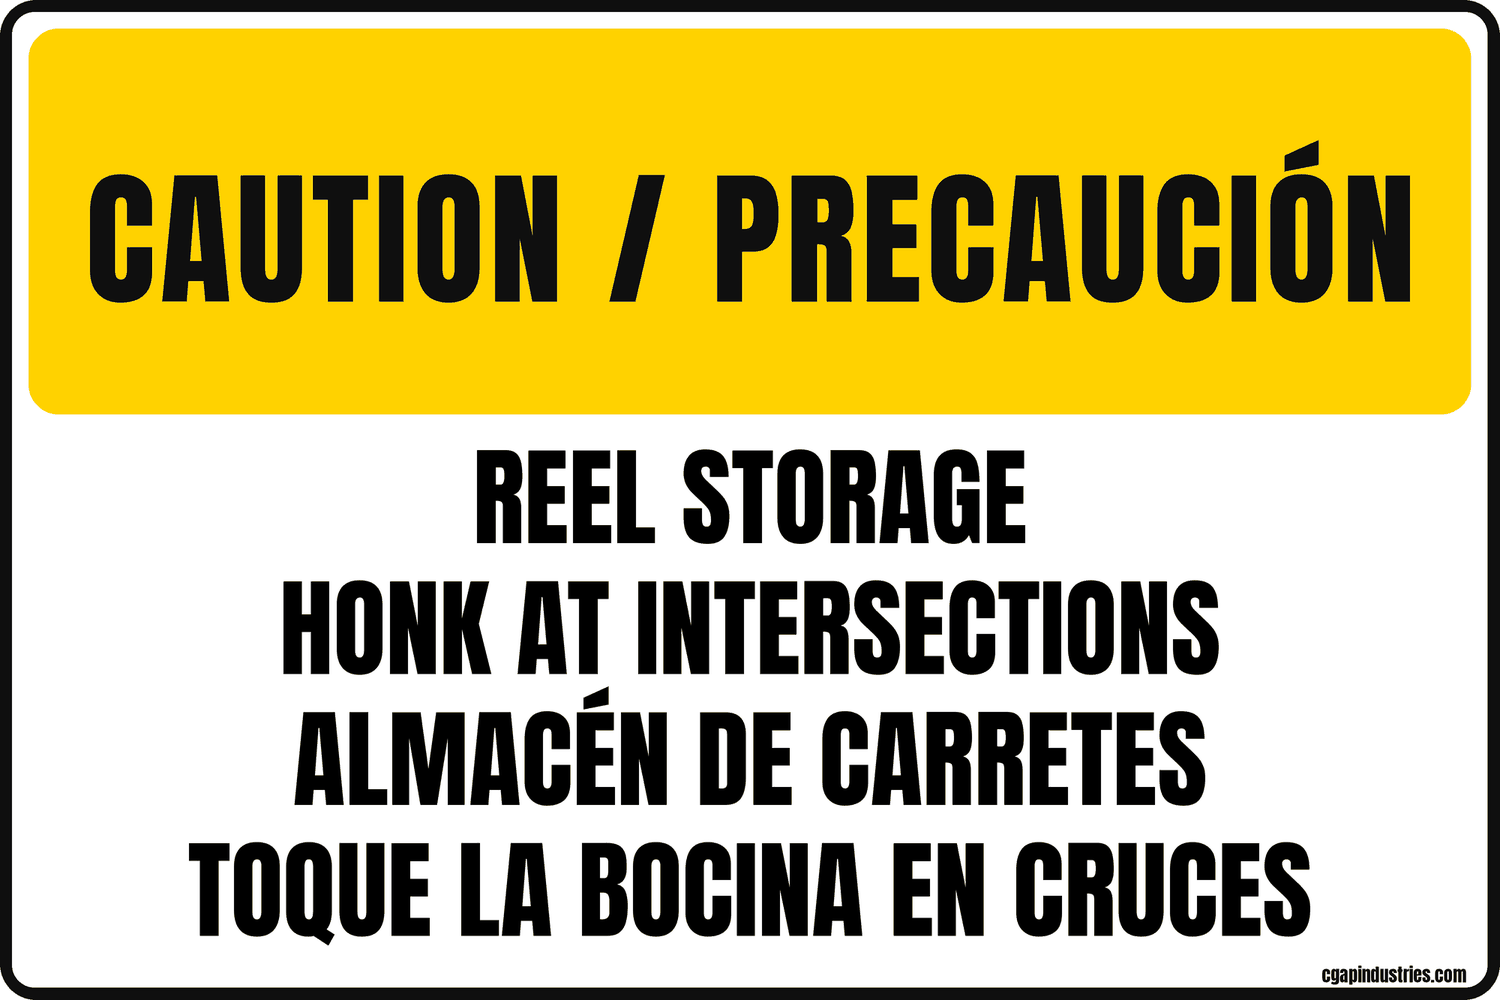 CAUTION / PRECAUCIÓN
REEL STORAGE
HONK AT INTERSECTIONS
ALMACÉN DE CARRETES
TOQUE LA BOCINA EN CRUCES
cgapindustries.com